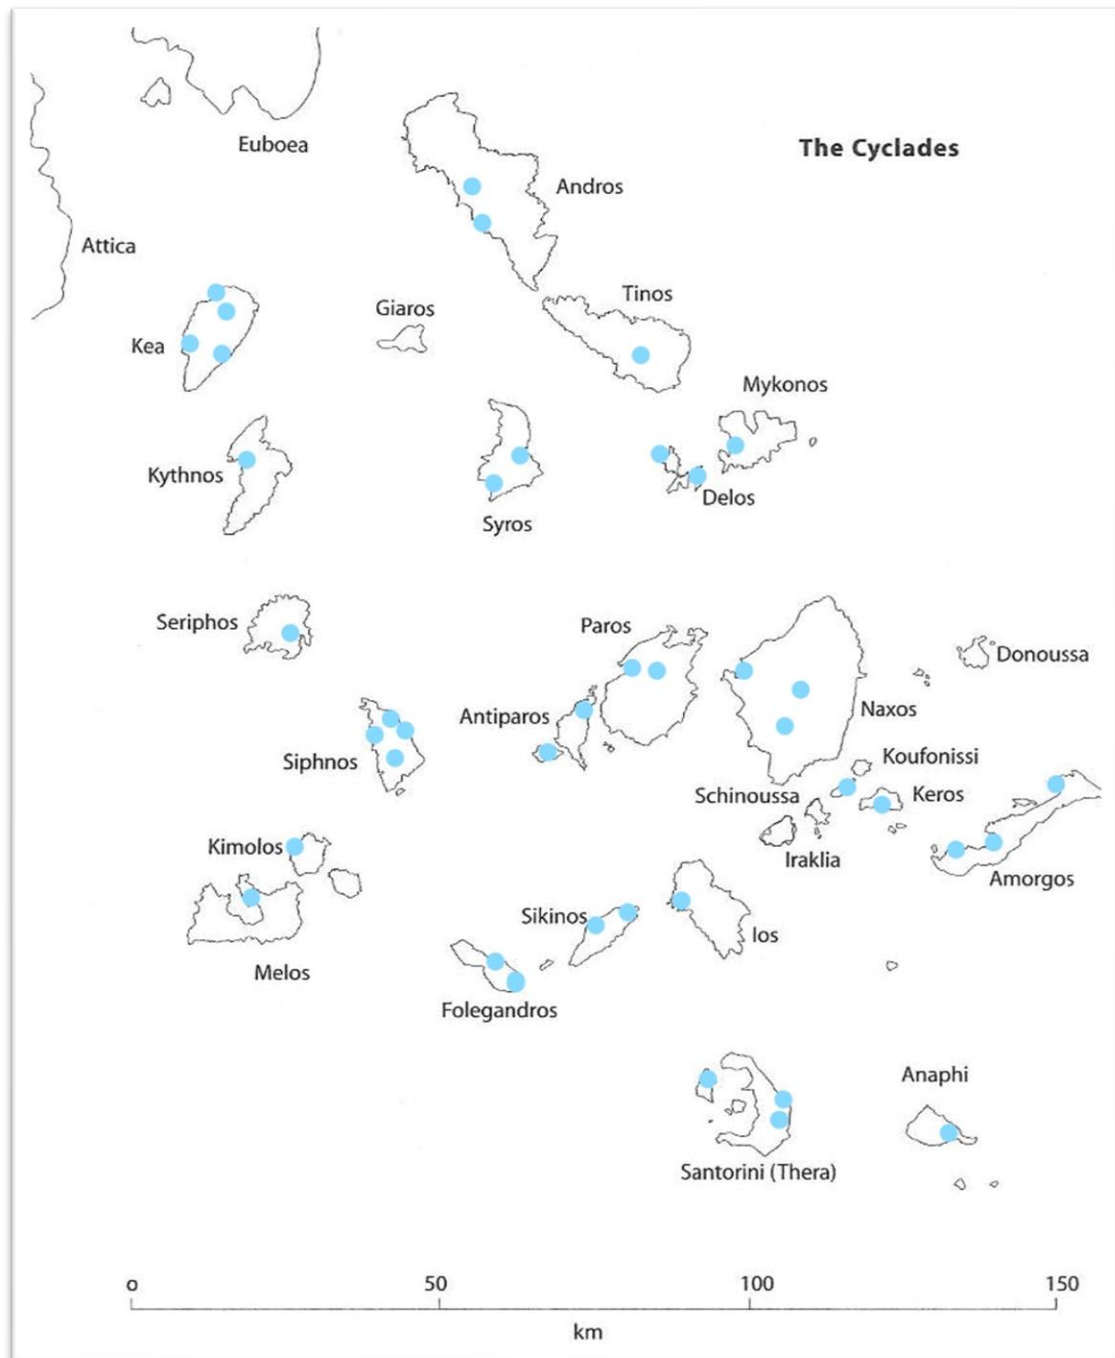 Euboea
The Cyclades
Andros
Attica
Tinos
Giaros
Kea
Mykonos
Kythnos
Delos
Syros
Seriphos
Paros
Donoussa
Antiparos
Naxos
Siphnos
Koufonissi
Schinoussa
Keros
Kimolos
Iraklia
Amorgos
Sikinos
Ios
Melos
Folegandros
Anaphi
Santorini (Thera)
0 50 100 150
km